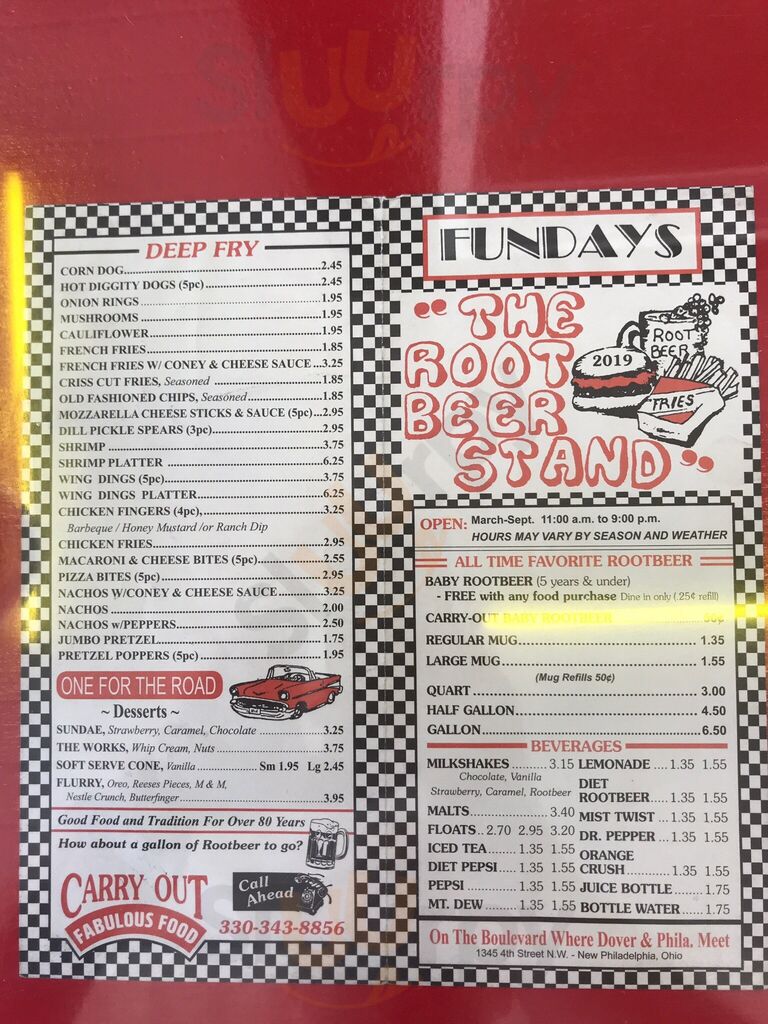 DEEP FRY
CORN DOG 2.45
HOT DIGGITY DOGS (5pc) 2.45
ONION RINGS 1.95
MUSHROOMS 1.95
CAULIFLOWER 1.95
FRENCH FRIES 1.85
FRENCH FRIES W/ CONEY & CHEESE SAUCE ...3.25
CRISS CUT FRIES, Seasoned 1.85
OLD FASHIONED CHIPS, Seasoned 1.85
MOZZARELLA CHEESE STICKS & SAUCE (5pc)...2.95
DILL PICKLE SPEARS (3pc) 2.95
SHRIMP 3.75
SHRIMP PLATTER 6.25
WING DINGS (5pc) 3.75
WING DINGS PLATTER 6.25
CHICKEN FINGERS (4pc), 3.25
Barbeque / Honey Mustard /or Ranch Dip
CHICKEN FRIES 2.95
MACARONI & CHEESE BITES (5pc) 2.55
PIZZA BITES (5pc) 2.95
NACHOS W/CONEY & CHEESE SAUCE 3.25
NACHOS 2.00
NACHOS w/PEPPERS 2.50
JUMBO PRETZEL 1.75
PRETZEL POPPERS (5pc) 1.95
ONE FOR THE ROAD
~ Desserts ~
SUNDAE, Strawberry, Caramel, Chocolate 3.25
THE WORKS, Whip Cream, Nuts 3.75
SOFT SERVE CONE, Vanilla Sm 1.95 Lg 2.45
FLURRY, Oreo, Reeses Pieces, M & M,
Nestle Crunch, Butterfinger 3.95
Good Food and Tradition For Over 80 Years
How about a gallon of Rootbeer to go?
CARRY OUT
FABULOUS FOOD
Call
Ahead
330-343-8856
FUNDAYS
"THE
ROOT
BEER
STAND"
2019
ROOT
BEER
FRIES
OPEN: March-Sept. 11:00 a.m. to 9:00 p.m.
HOURS MAY VARY BY SEASON AND WEATHER
ALL TIME FAVORITE ROOTBEER
BABY ROOTBEER (5 years & under)
- FREE with any food purchase Dine in only (.25¢ refill)
CARRY-OUT BABY ROOTBEER
REGULAR MUG 1.35
LARGE MUG 1.55
(Mug Refills 50¢)
QUART 3.00
HALF GALLON 4.50
GALLON 6.50
BEVERAGES
MILKSHAKES 3.15
Chocolate, Vanilla
Strawberry, Caramel, Rootbeer
MALTS 3.40
FLOATS 2.70 2.95 3.20
ICED TEA 1.35 1.55
DIET PEPSI 1.35 1.55
PEPSI 1.35 1.55
MT. DEW 1.35 1.55
LEMONADE 1.35 1.55
DIET
ROOTBEER 1.35 1.55
MIST TWIST 1.35 1.55
DR. PEPPER 1.35 1.55
ORANGE
CRUSH 1.35 1.55
JUICE BOTTLE 1.75
BOTTLE WATER 1.75
On The Boulevard Where Dover & Phila. Meet
1345 4th Street N.W. - New Philadelphia, Ohio